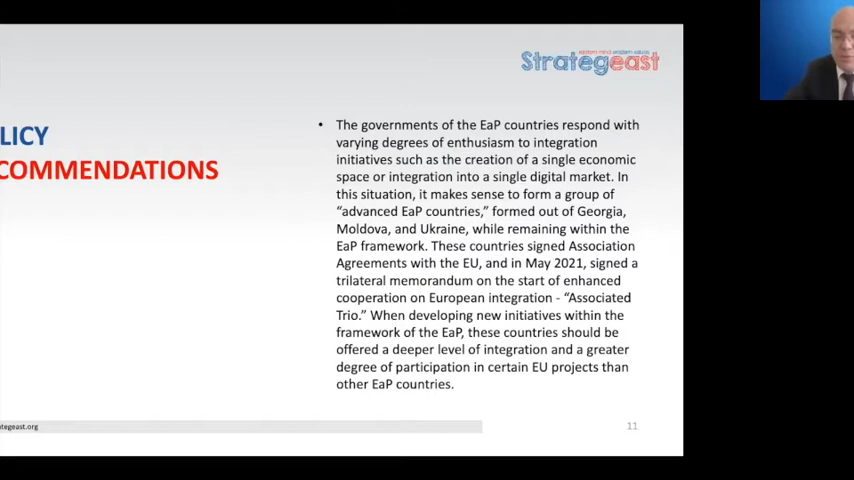 eastern mind western values
Strategeast
LICY
COMMENDATIONS
• The governments of the EaP countries respond with
varying degrees of enthusiasm to integration
initiatives such as the creation of a single economic
space or integration into a single digital market. In
this situation, it makes sense to form a group of
“advanced EaP countries,” formed out of Georgia,
Moldova, and Ukraine, while remaining within the
EaP framework. These countries signed Association
Agreements with the EU, and in May 2021, signed a
trilateral memorandum on the start of enhanced
cooperation on European integration - “Associated
Trio.” When developing new initiatives within the
framework of the EaP, these countries should be
offered a deeper level of integration and a greater
degree of participation in certain EU projects than
other EaP countries.
tegeast.org
11